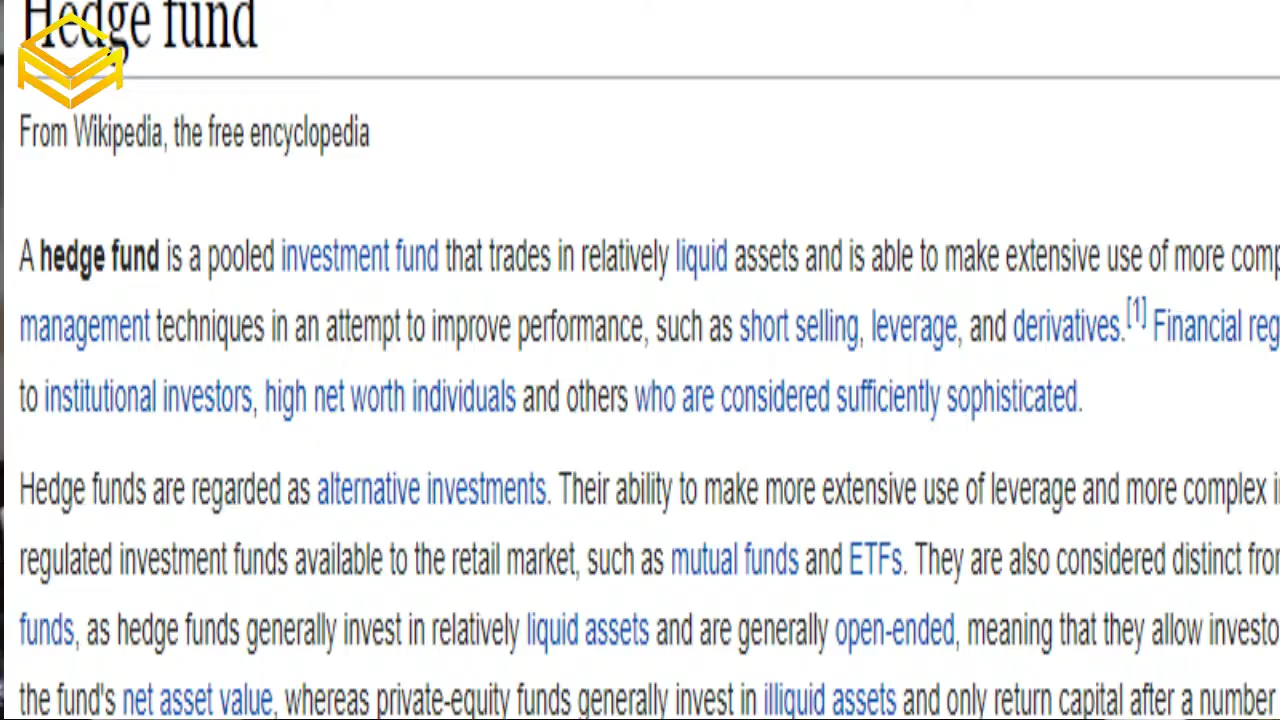 Hedge fund
From Wikipedia, the free encyclopedia
A hedge fund is a pooled investment fund that trades in relatively liquid assets and is able to make extensive use of more comp
management techniques in an attempt to improve performance, such as short selling, leverage, and derivatives.[1] Financial reg
to institutional investors, high net worth individuals and others who are considered sufficiently sophisticated.
Hedge funds are regarded as alternative investments. Their ability to make more extensive use of leverage and more complex i
regulated investment funds available to the retail market, such as mutual funds and ETFs. They are also considered distinct fro
funds, as hedge funds generally invest in relatively liquid assets and are generally open-ended, meaning that they allow investo
the fund's net asset value, whereas private-equity funds generally invest in illiquid assets and only return capital after a number